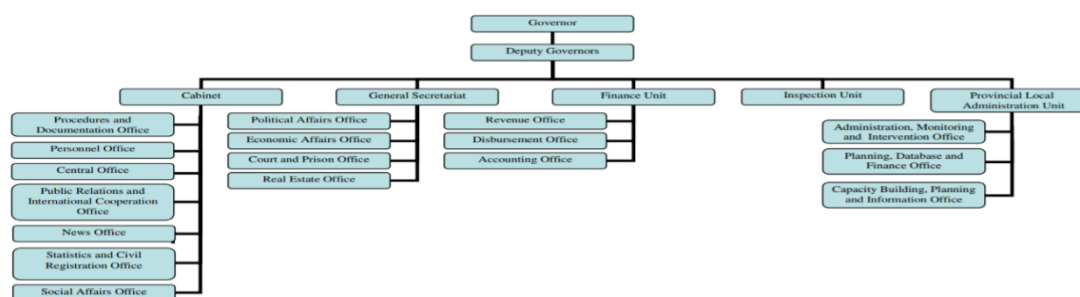 Governor
Deputy Governors
Cabinet
General Secretariat
Finance Unit
Inspection Unit
Provincial Local
Administration Unit
Procedures and
Documentation Office
Personnel Office
Central Office
Public Relations and
International Cooperation
Office
News Office
Statistics and Civil
Registration Office
Social Affairs Office
Political Affairs Office
Economic Affairs Office
Court and Prison Office
Real Estate Office
Revenue Office
Disbursement Office
Accounting Office
Administration, Monitoring
and Intervention Office
Planning, Database and
Finance Office
Capacity Building, Planning
and Information Office